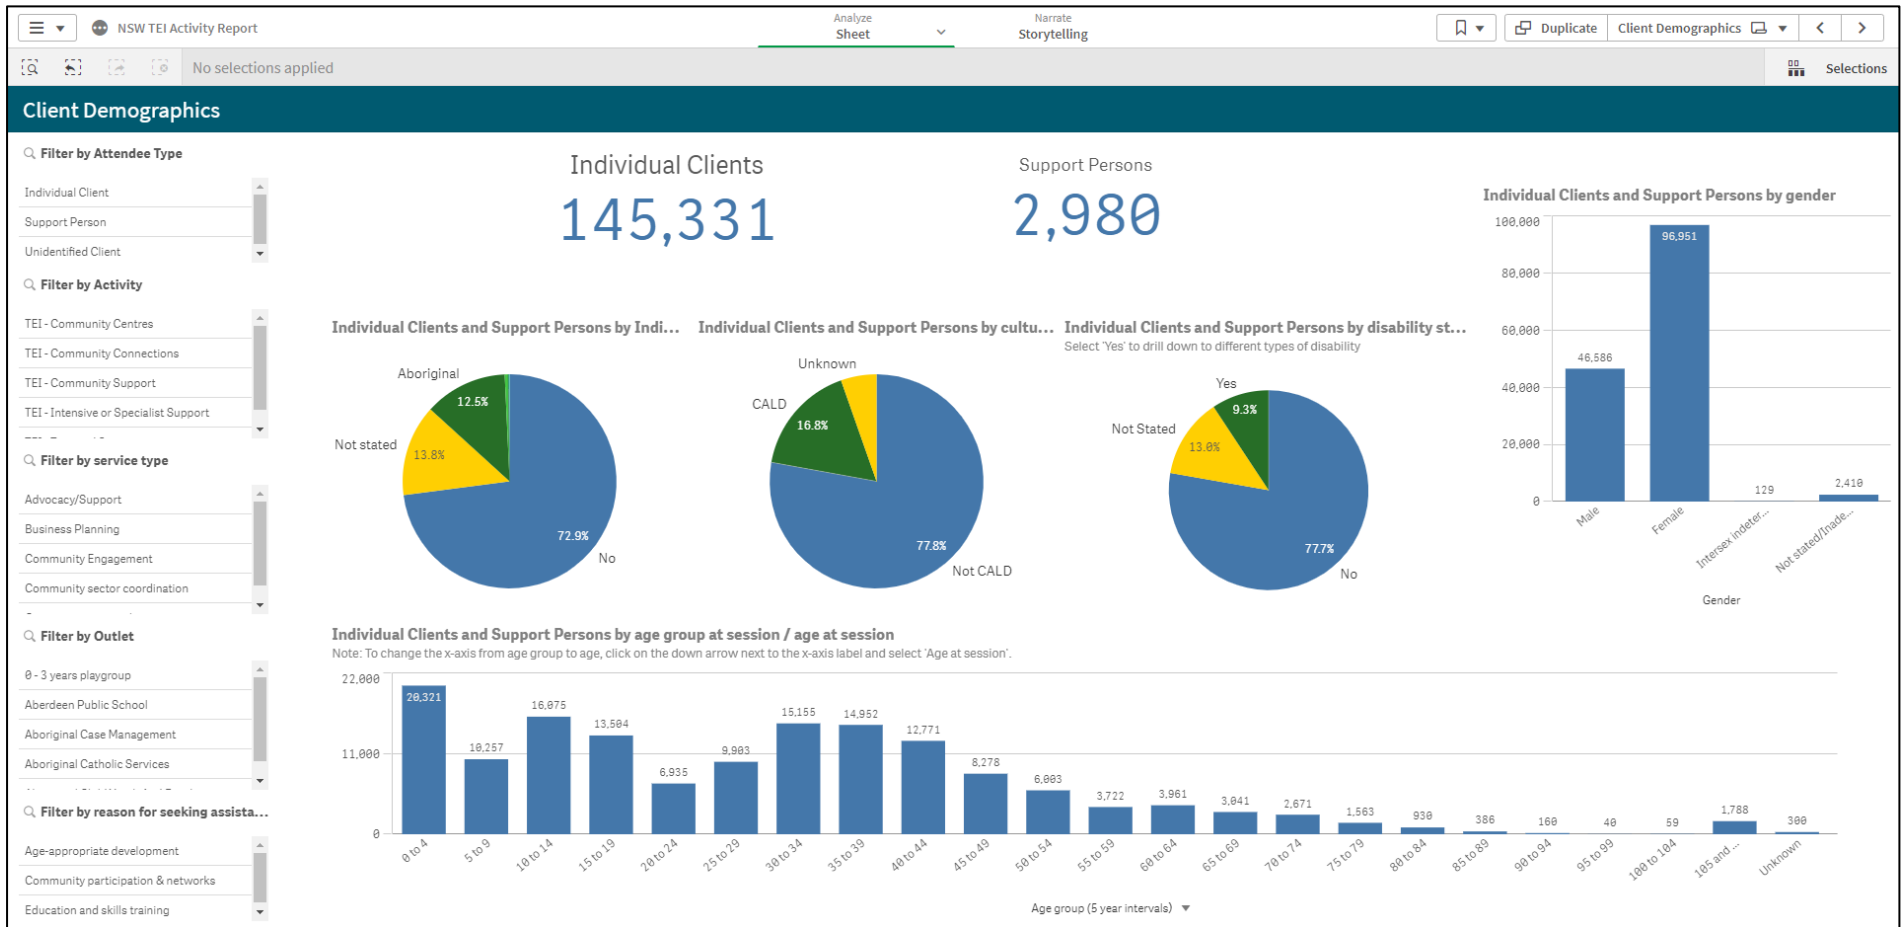 NSW TEI Activity Report
Analyze
Sheet
Narrate
Storytelling
Duplicate
Client Demographics
No selections applied
Selections
Client Demographics
Filter by Attendee Type
Individual Client
Support Person
Unidentified Client
Filter by Activity
TEI - Community Centres
TEI - Community Connections
TEI - Community Support
TEI - Intensive or Specialist Support
Filter by service type
Advocacy/Support
Business Planning
Community Engagement
Community sector coordination
Filter by Outlet
0 - 3 years playgroup
Aberdeen Public School
Aboriginal Case Management
Aboriginal Catholic Services
Filter by reason for seeking assista...
Age-appropriate development
Community participation & networks
Education and skills training
Individual Clients
145,331
Support Persons
2,980
Individual Clients and Support Persons by Indi...
Aboriginal
12.5%
Not stated
13.8%
72.9%
No
Individual Clients and Support Persons by cultu...
Unknown
CALD
16.8%
77.8%
Not CALD
Individual Clients and Support Persons by disability st...
Select 'Yes' to drill down to different types of disability
Yes
9.3%
Not Stated
13.0%
77.7%
No
Individual Clients and Support Persons by gender
100,000
80,000
60,000
40,000
20,000
0
46,586
96,951
129
2,410
Male
Female
Intersex indeter...
Not stated/Inade...
Gender
Individual Clients and Support Persons by age group at session / age at session
Note: To change the x-axis from age group to age, click on the down arrow next to the x-axis label and select 'Age at session'.
22,000
11,000
0
20,321
10,257
16,075
13,504
6,935
9,903
15,155
14,952
12,771
8,278
6,003
3,722
3,961
3,041
2,671
1,563
930
386
160
40
59
1,788
300
0 to 4
5 to 9
10 to 14
15 to 19
20 to 24
25 to 29
30 to 34
35 to 39
40 to 44
45 to 49
50 to 54
55 to 59
60 to 64
65 to 69
70 to 74
75 to 79
80 to 84
85 to 89
90 to 94
95 to 99
100 to 104
105 and ...
Unknown
Age group (5 year intervals)